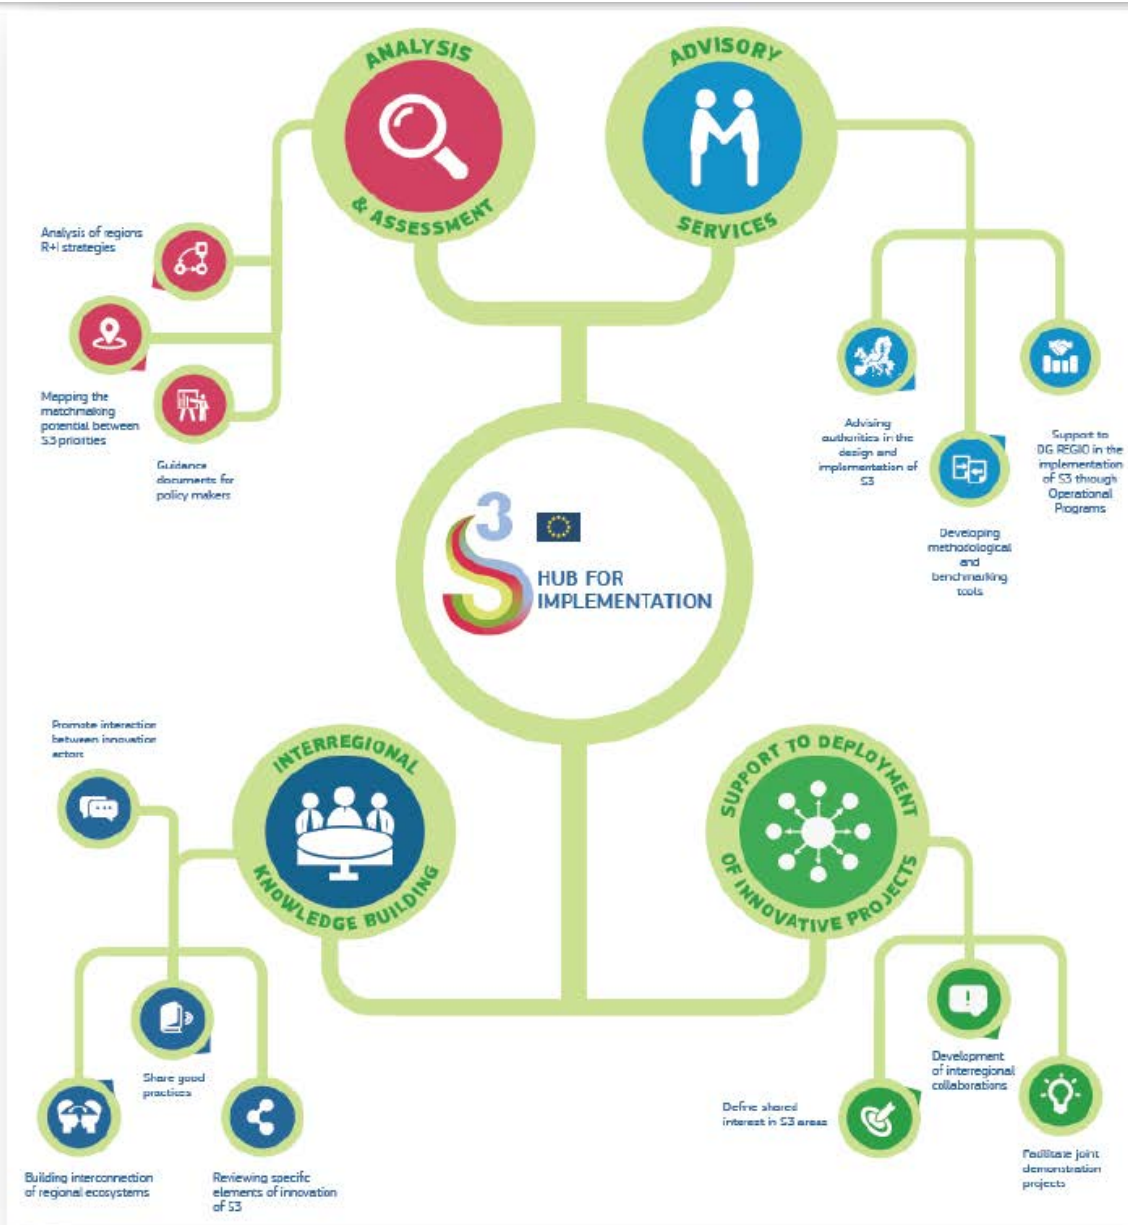 ANALYSIS
& ASSESSMENT
ADVISORY
SERVICES
Analysis of regions
R+I strategies
Mapping the
matchmaking
potential between
S3 priorities
Guidance
documents for
policy makers
Advising
authorities in the
design and
implementation of
S3
Developing
methodological
and
benchmarking
tools
Support to
DG REGIO in the
implementation
of S3 through
Operational
Programs
S3
HUB FOR
IMPLEMENTATION
Promote interaction
between innovation
actors
INTERREGIONAL
KNOWLEDGE BUILDING
Share good
practices
Building interconnection
of regional ecosystems
Reviewing specific
elements of innovation
of S3
SUPPORT TO DEPLOYMENT
OF INNOVATIVE PROJECTS
Define shared
interest in S3 areas
Development
of interregional
collaborations
Facilitate joint
demonstration
projects